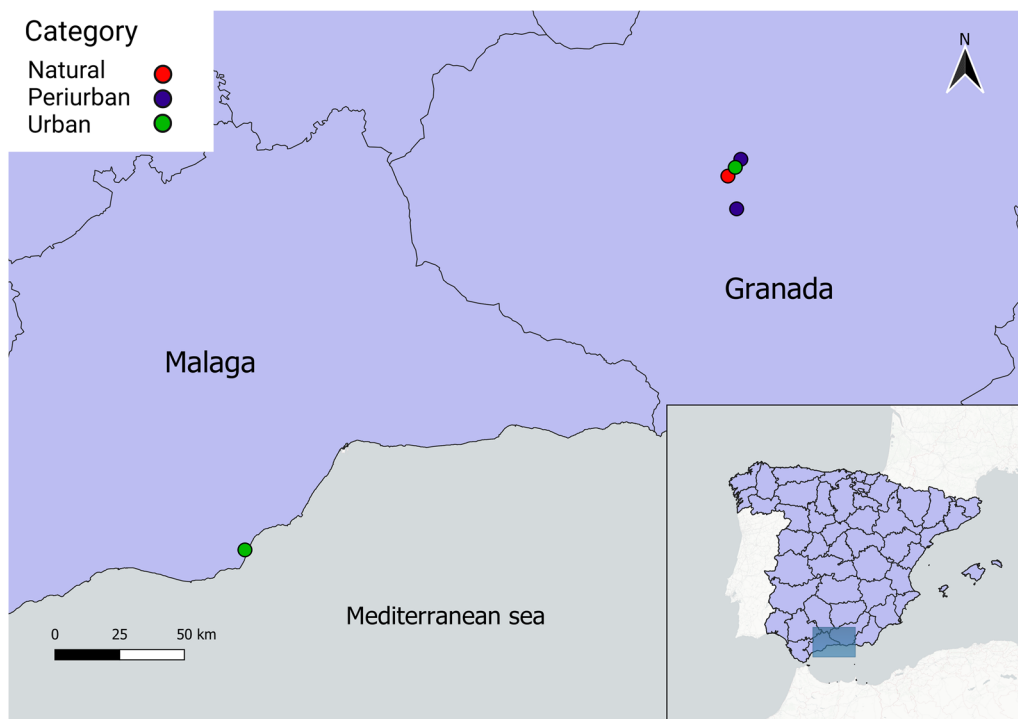 Category
Natural
Periurban
Urban
N
Granada
Malaga
Mediterranean sea
0 25 50 km